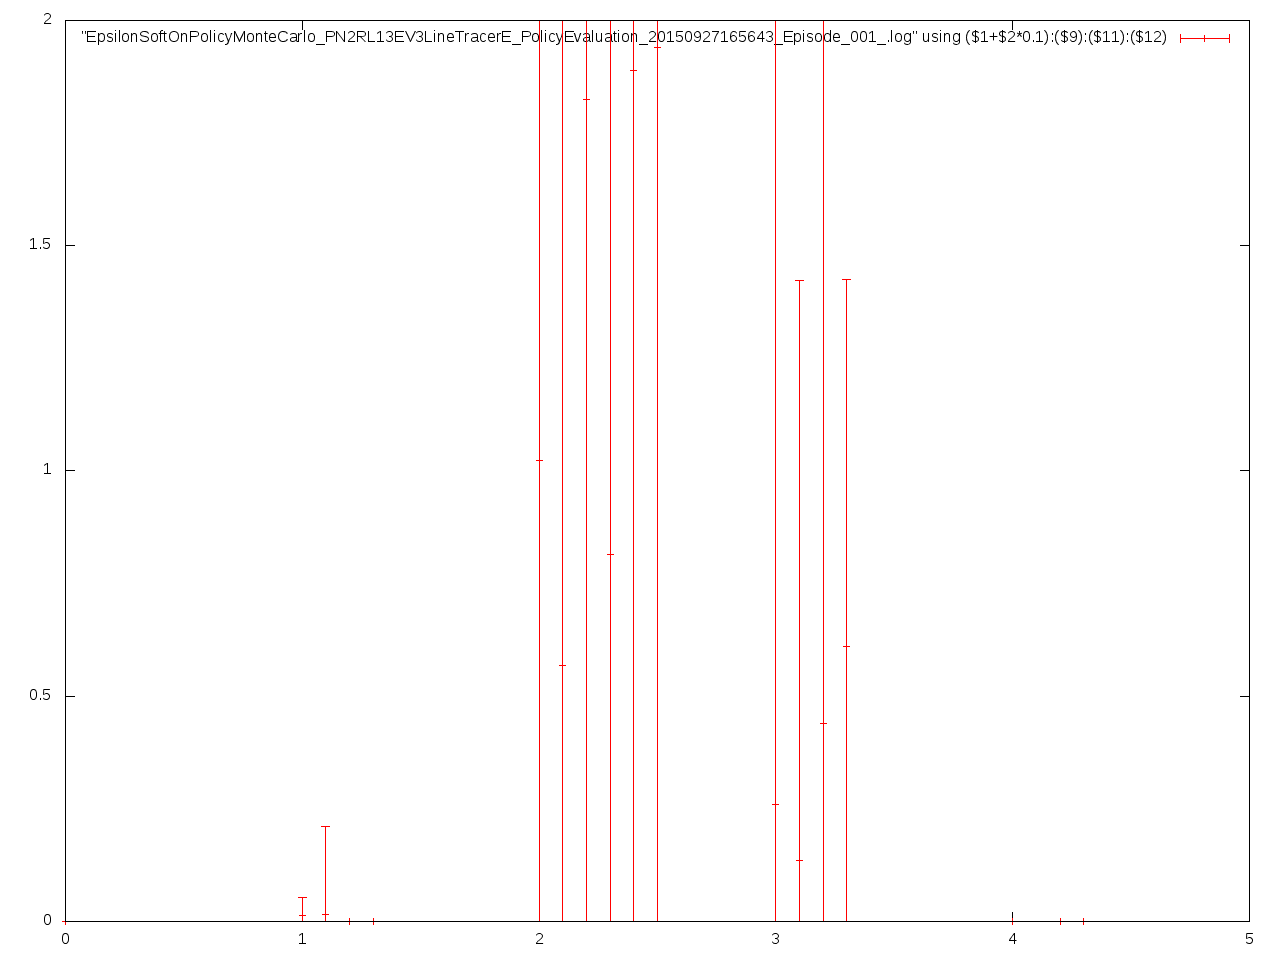 2
"EpsilonSoftOnPolicyMonteCarlo_PN2RL13EV3LineTracerE_PolicyEvaluation_20150927165643_Episode_001_.log" using ($1+$2*0.1):($9):($11):($12)
1.5
1
0.5
0
0 1 2 3 4 5